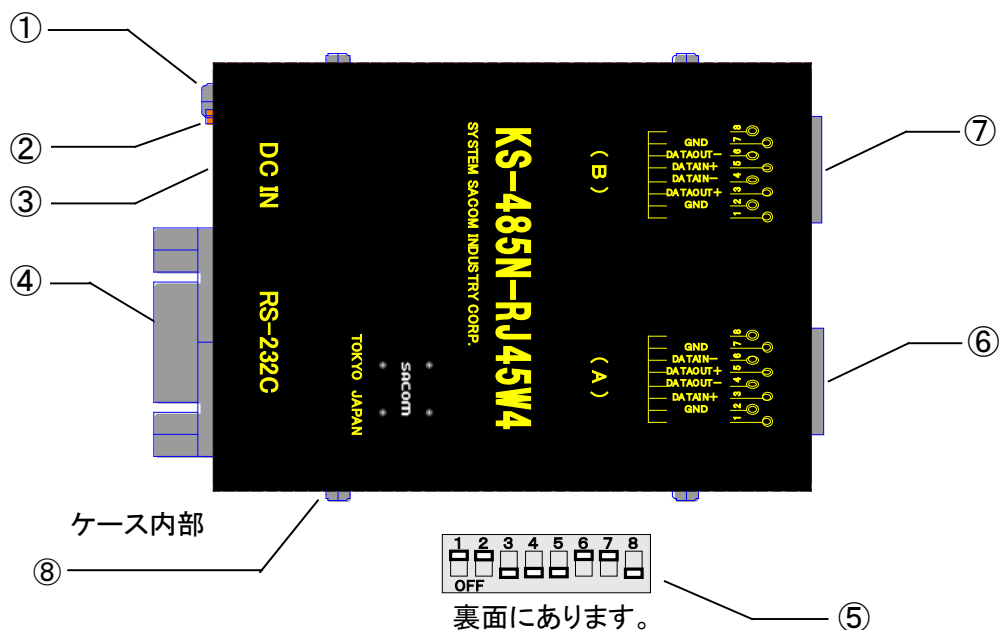 ①
②
③
④
⑤
⑥
⑦
⑧
DC IN
RS-232C
KS-485N-RJ45W4
SYSTEM SACOM INDUSTRY CORP.
TOKYO JAPAN
SACOM
(B)
8
GND 7
DATAOUT- 6
DATAIN+ 5
DATAIN- 4
DATAOUT+ 3
GND 2
1
(A)
8
GND 7
DATAIN- 6
DATAOUT+ 5
DATAOUT- 4
DATAIN+ 3
GND 2
1
ケース内部
1 2 3 4 5 6 7 8
OFF
裏面にあります。